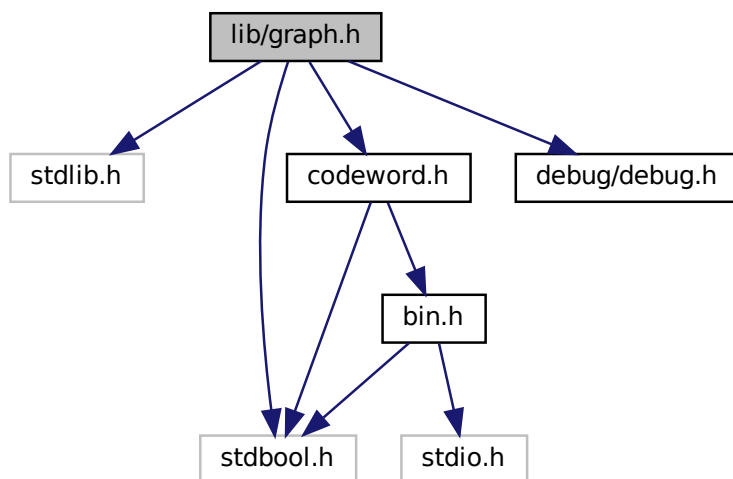 lib/graph.h
stdlib.h
codeword.h
debug/debug.h
bin.h
stdbool.h
stdio.h